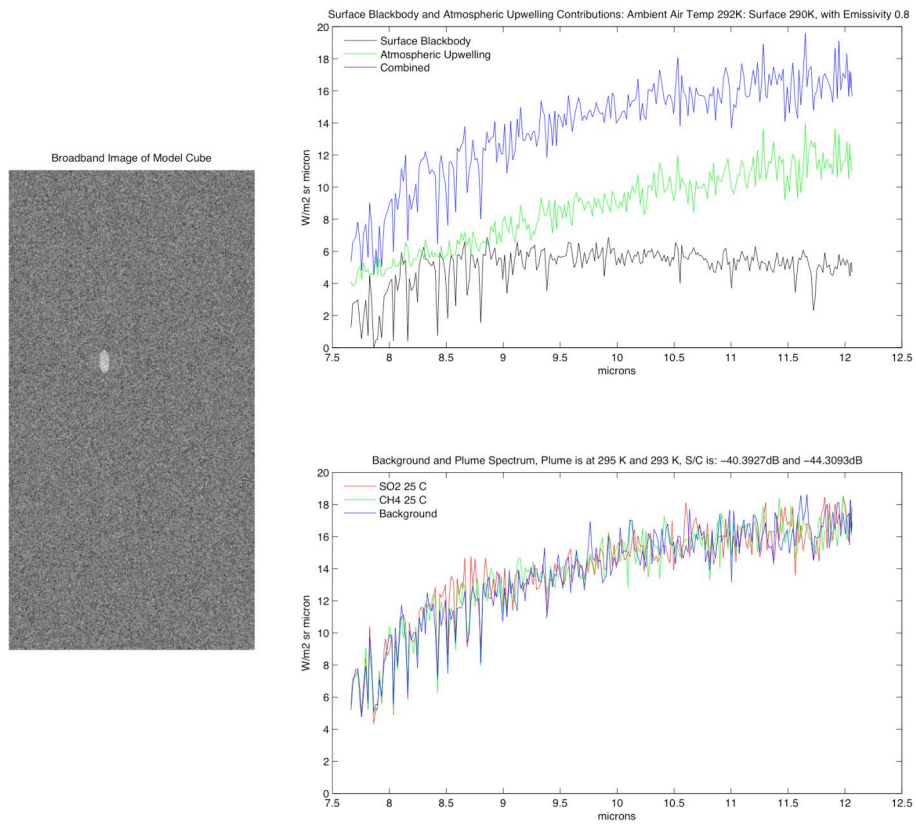 Broadband Image of Model Cube
Surface Blackbody and Atmospheric Upwelling Contributions: Ambient Air Temp 292K: Surface 290K, with Emissivity 0.8
20
18
16
14
12
10
8
6
4
2
0
W/m2 sr micron
Surface Blackbody
Atmospheric Upwelling
Combined
7.5 8 8.5 9 9.5 10 10.5 11 11.5 12 12.5
microns
Background and Plume Spectrum, Plume is at 295 K and 293 K, S/C is: −40.3927dB and −44.3093dB
20
18
16
14
12
10
8
6
4
2
0
W/m2 sr micron
SO2 25 C
CH4 25 C
Background
7.5 8 8.5 9 9.5 10 10.5 11 11.5 12 12.5
microns